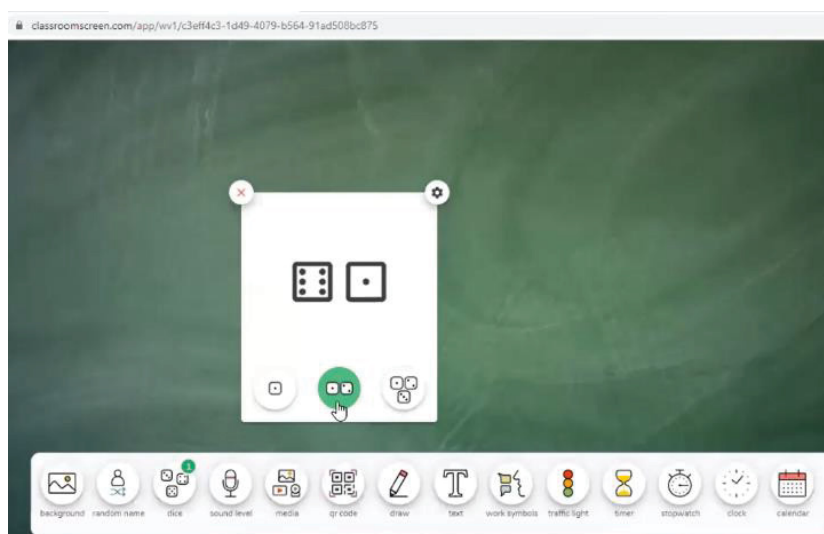 classroomscreen.com/app/wv1/c3eff4c3-1d49-4079-b564-91ad508bc875
1
background random name dice sound level media qr code draw text work symbols traffic light timer stopwatch clock calendar